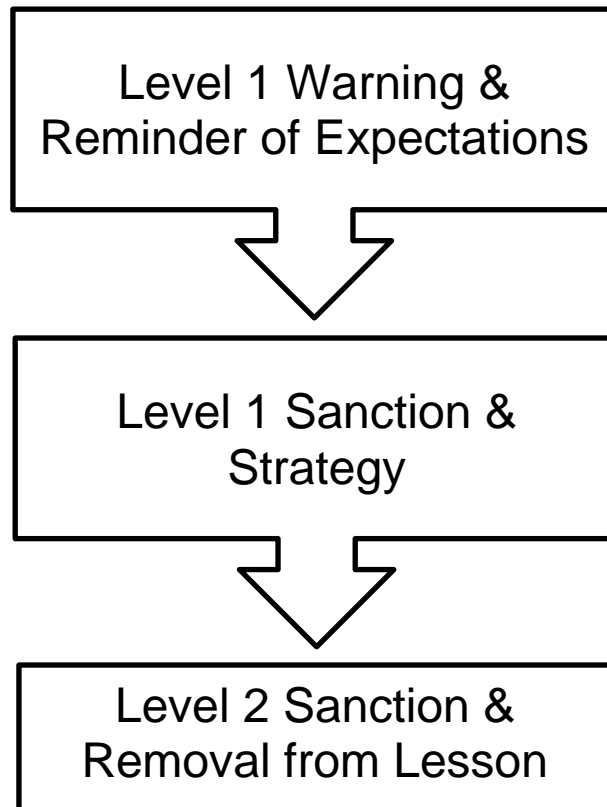 Level 1 Warning &
Reminder of Expectations
Level 1 Sanction &
Strategy
Level 2 Sanction &
Removal from Lesson